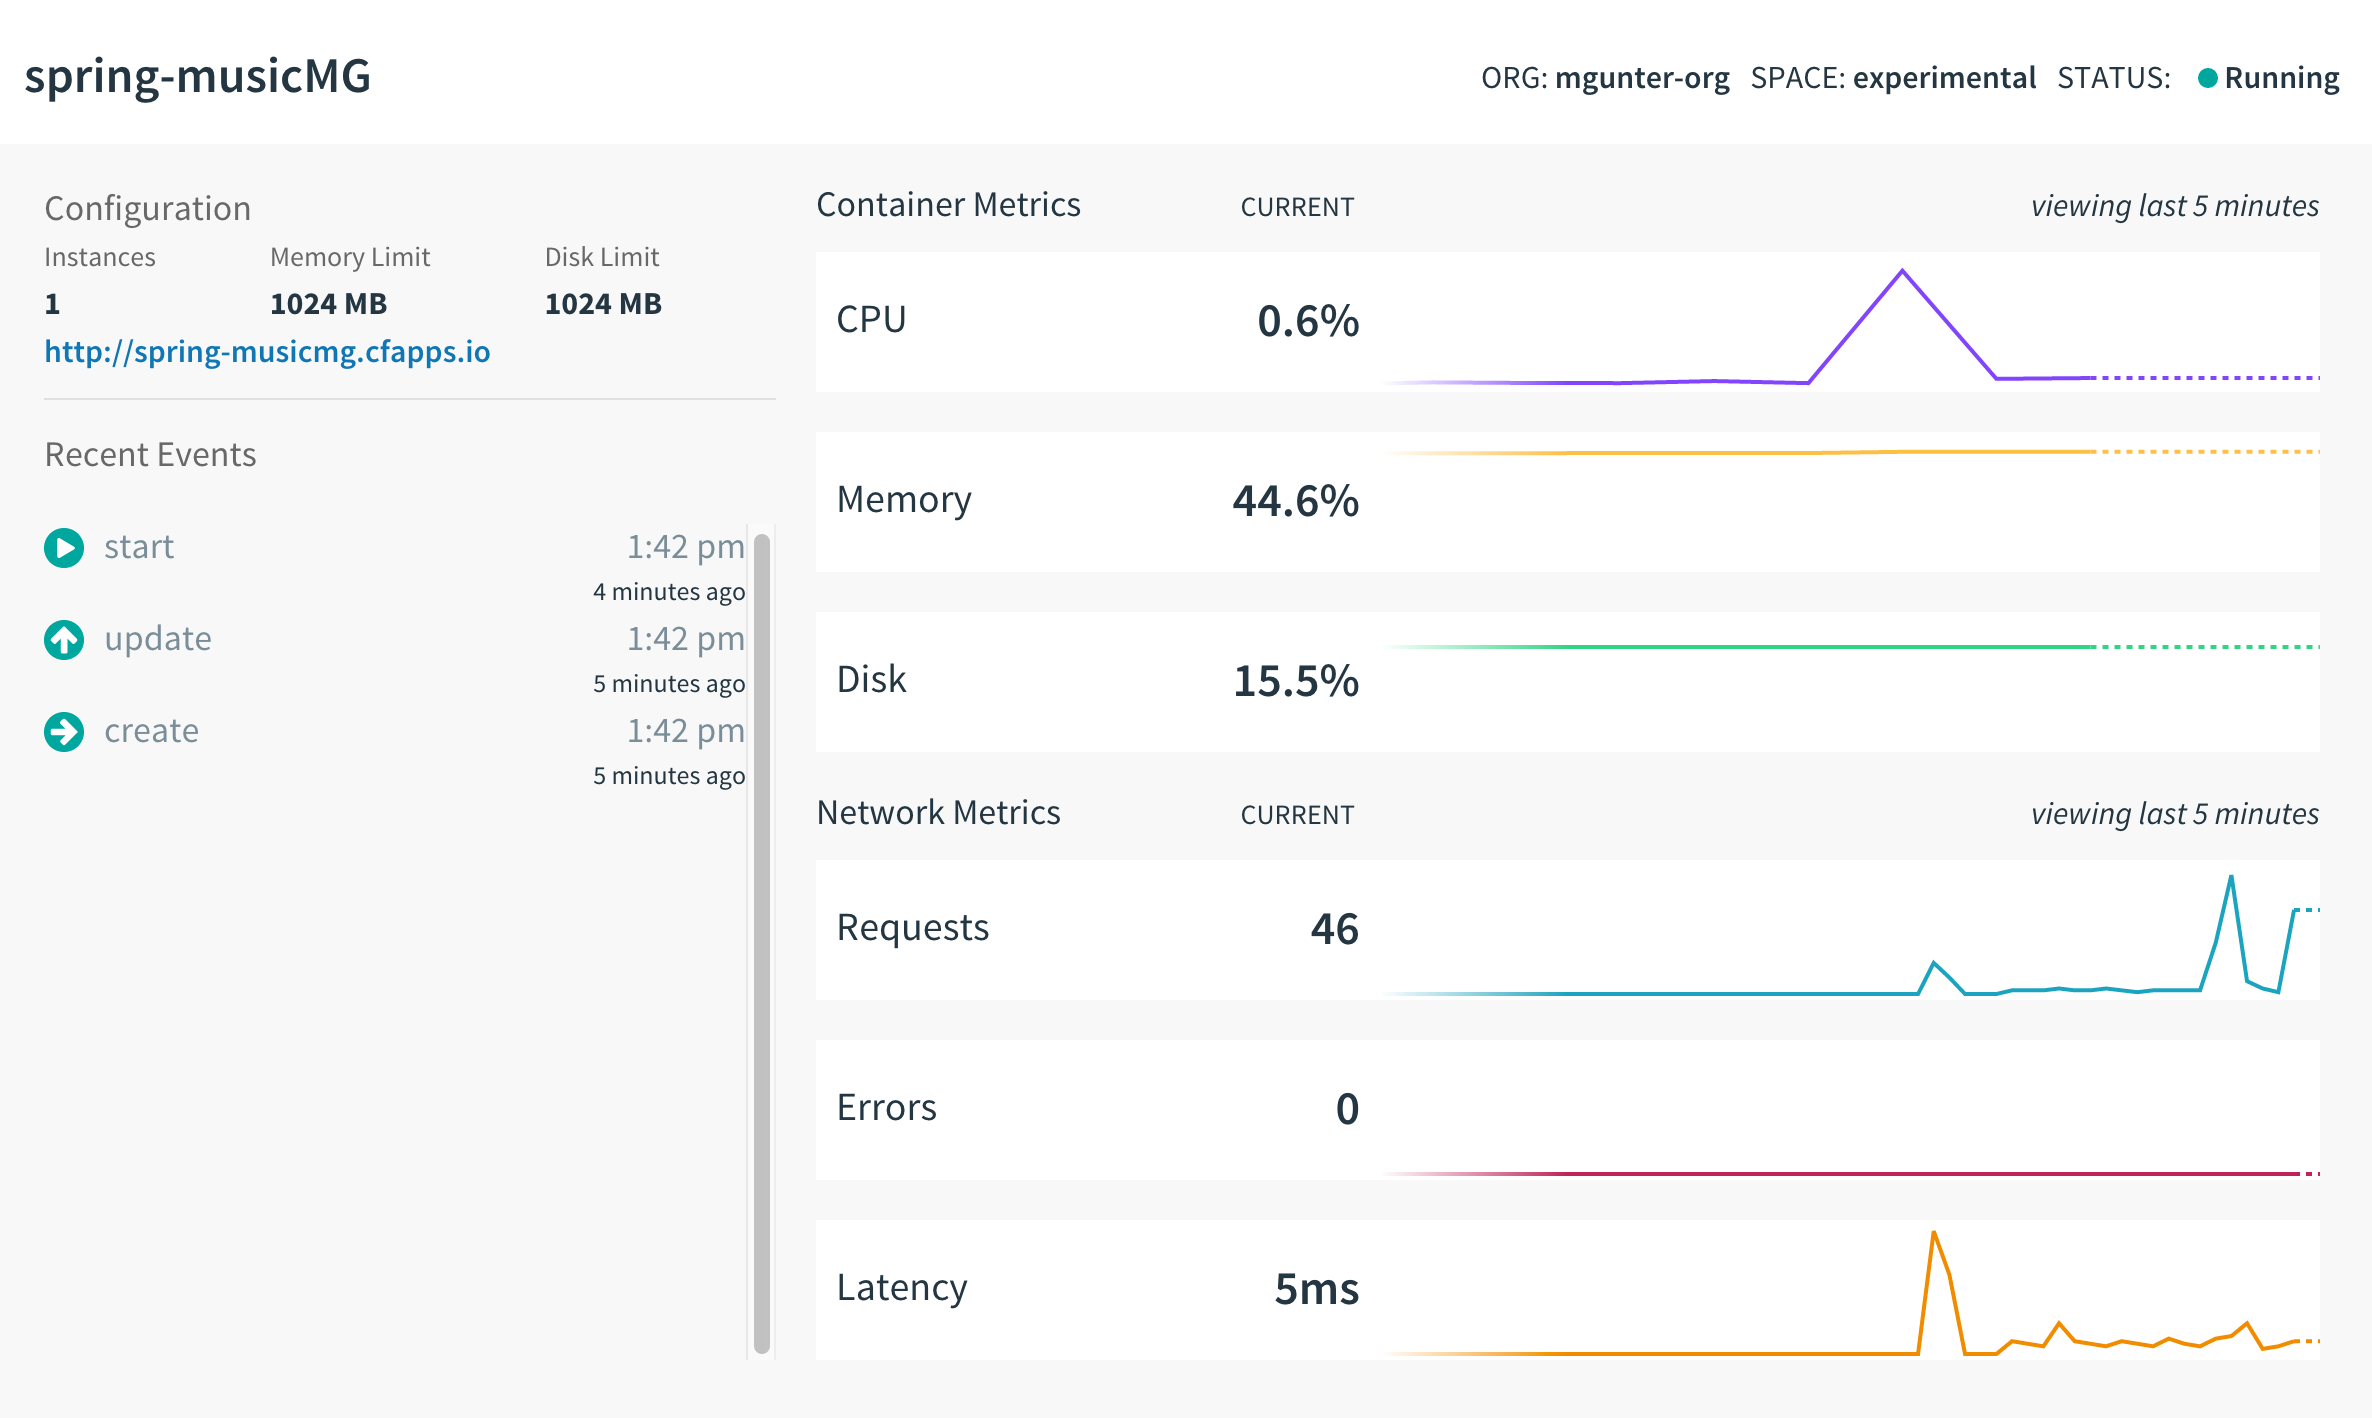 spring-musicMG
ORG: mgunter-org SPACE: experimental STATUS: Running
Configuration
Instances Memory Limit Disk Limit
1 1024 MB 1024 MB
http://spring-musicmg.cfapps.io
Recent Events
start 1:42 pm
4 minutes ago
update 1:42 pm
5 minutes ago
create 1:42 pm
5 minutes ago
Container Metrics CURRENT viewing last 5 minutes
CPU 0.6%
Memory 44.6%
Disk 15.5%
Network Metrics CURRENT viewing last 5 minutes
Requests 46
Errors 0
Latency 5ms